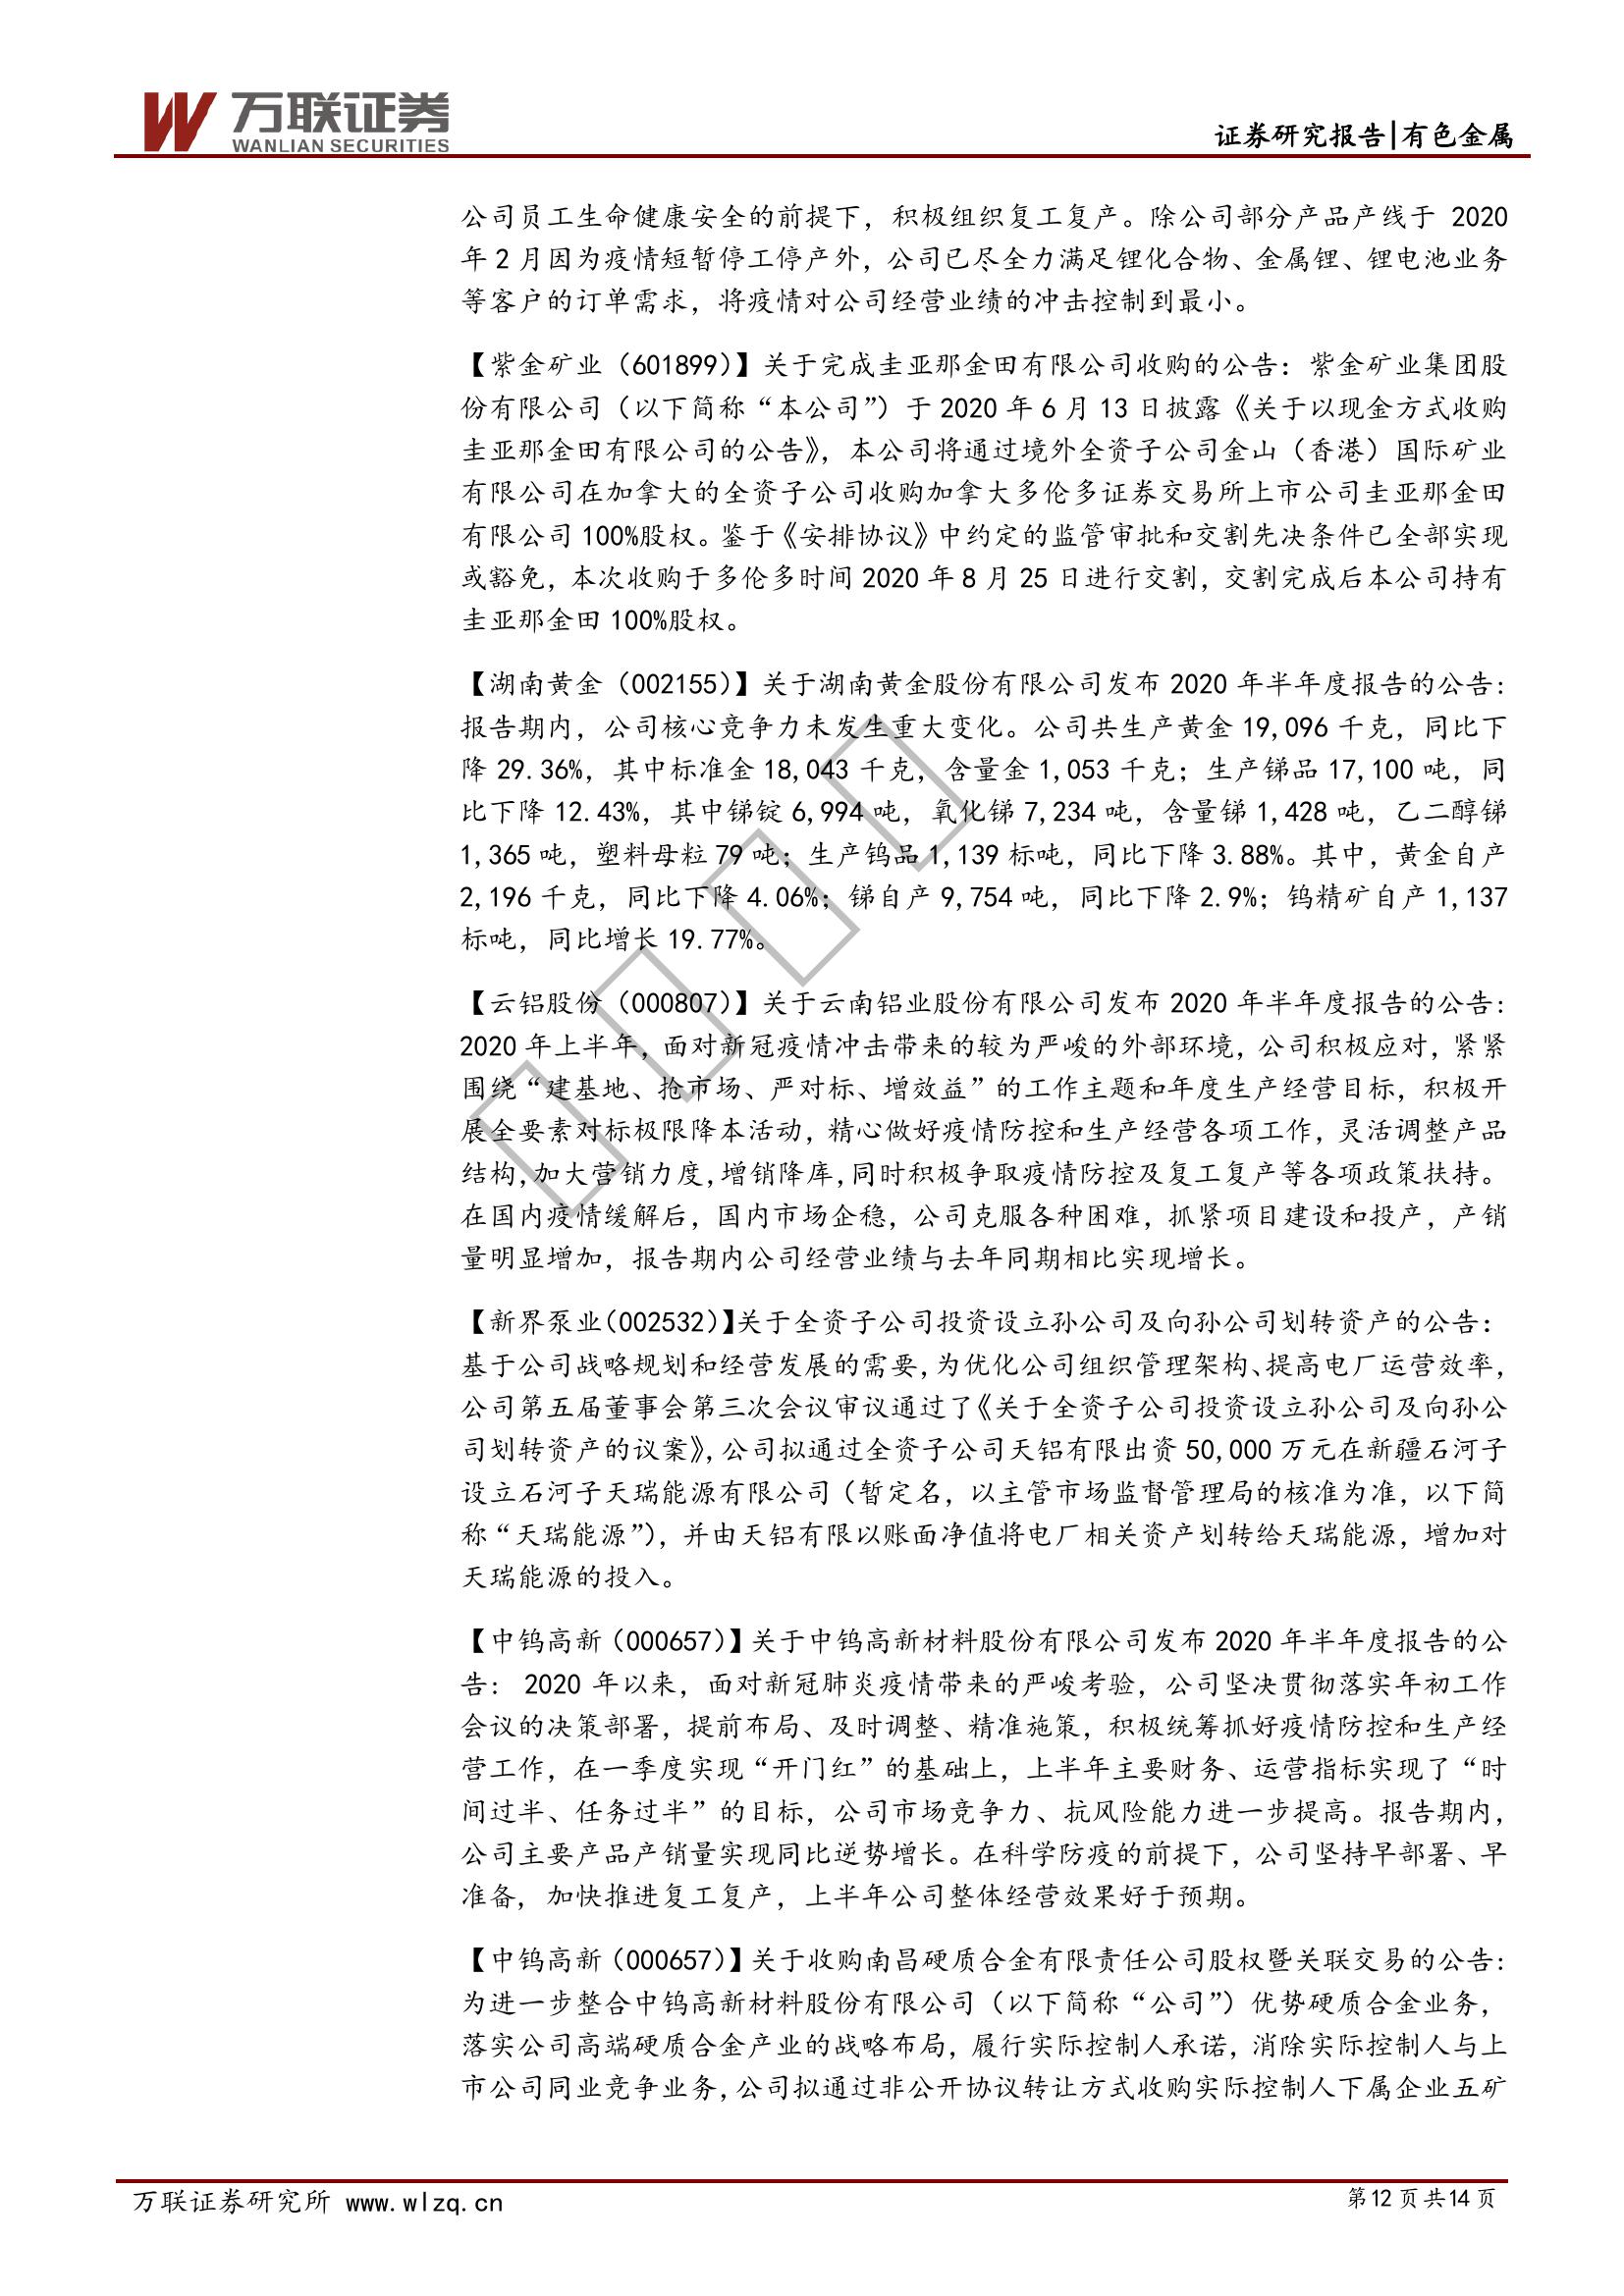 万联证券
WANLIAN SECURITIES
证券研究报告|有色金属
公司员工生命健康安全的前提下，积极组织复工复产。除公司部分产品产线于 2020
年 2 月因为疫情短暂停工停产外，公司已尽全力满足锂化合物、金属锂、锂电池业务
等客户的订单需求，将疫情对公司经营业绩的冲击控制到最小。
【紫金矿业（601899）】关于完成圭亚那金田有限公司收购的公告：紫金矿业集团股
份有限公司（以下简称“本公司”）于 2020 年 6 月 13 日披露《关于以现金方式收购
圭亚那金田有限公司的公告》，本公司将通过境外全资子公司金山（香港）国际矿业
有限公司在加拿大的全资子公司收购加拿大多伦多证券交易所上市公司圭亚那金田
有限公司 100%股权。鉴于《安排协议》中约定的监管审批和交割先决条件已全部实现
或豁免，本次收购于多伦多时间 2020 年 8 月 25 日进行交割，交割完成后本公司持有
圭亚那金田 100%股权。
【湖南黄金（002155）】关于湖南黄金股份有限公司发布 2020 年半年度报告的公告：
报告期内，公司核心竞争力未发生重大变化。公司共生产黄金 19,096 千克，同比下
降 29.36%，其中标准金 18,043 千克，含量金 1,053 千克；生产锑品 17,100 吨，同
比下降 12.43%，其中锑锭 6,994 吨，氧化锑 7,234 吨，含量锑 1,428 吨，乙二醇锑
1,365 吨，塑料母粒 79 吨；生产钨品 1,139 标吨，同比下降 3.88%。其中，黄金自产
2,196 千克，同比下降 4.06%；锑自产 9,754 吨，同比下降 2.9%；钨精矿自产 1,137
标吨，同比增长 19.77%。
【云铝股份（000807）】关于云南铝业股份有限公司发布 2020 年半年度报告的公告：
2020 年上半年，面对新冠疫情冲击带来的较为严峻的外部环境，公司积极应对，紧紧
围绕“建基地、抢市场、严对标、增效益”的工作主题和年度生产经营目标，积极开
展全要素对标极限降本活动，精心做好疫情防控和生产经营各项工作，灵活调整产品
结构，加大营销力度，增销降库，同时积极争取疫情防控及复工复产等各项政策扶持。
在国内疫情缓解后，国内市场企稳，公司克服各种困难，抓紧项目建设和投产，产销
量明显增加，报告期内公司经营业绩与去年同期相比实现增长。
【新界泵业（002532）】关于全资子公司投资设立孙公司及向孙公司划转资产的公告：
基于公司战略规划和经营发展的需要，为优化公司组织管理架构、提高电厂运营效率，
公司第五届董事会第三次会议审议通过了《关于全资子公司投资设立孙公司及向孙公
司划转资产的议案》，公司拟通过全资子公司天铝有限出资 50,000 万元在新疆石河子
设立石河子天瑞能源有限公司（暂定名，以主管市场监督管理局的核准为准，以下简
称“天瑞能源”），并由天铝有限以账面净值将电厂相关资产划转给天瑞能源，增加对
天瑞能源的投入。
【中钨高新（000657）】关于中钨高新材料股份有限公司发布 2020 年半年度报告的公
告： 2020 年以来，面对新冠肺炎疫情带来的严峻考验，公司坚决贯彻落实年初工作
会议的决策部署，提前布局、及时调整、精准施策，积极统筹抓好疫情防控和生产经
营工作，在一季度实现“开门红”的基础上，上半年主要财务、运营指标实现了“时
间过半、任务过半”的目标，公司市场竞争力、抗风险能力进一步提高。报告期内，
公司主要产品产销量实现同比逆势增长。在科学防疫的前提下，公司坚持早部署、早
准备，加快推进复工复产，上半年公司整体经营效果好于预期。
【中钨高新（000657）】关于收购南昌硬质合金有限责任公司股权暨关联交易的公告：
为进一步整合中钨高新材料股份有限公司（以下简称“公司”）优势硬质合金业务，
落实公司高端硬质合金产业的战略布局，履行实际控制人承诺，消除实际控制人与上
市公司同业竞争业务，公司拟通过非公开协议转让方式收购实际控制人下属企业五矿
万联证券研究所 www.wlzq.cn
第 12 页 共 14 页